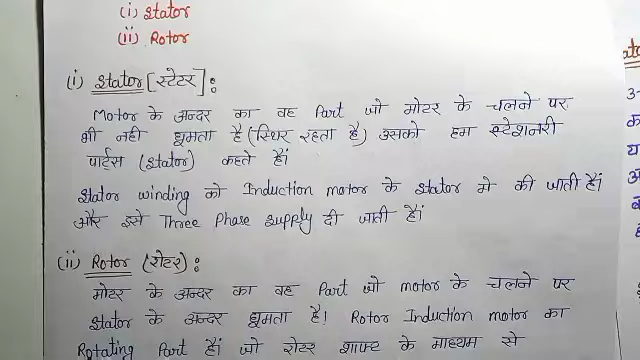 (i) Stator
(ii) Rotor
(i) Stator [स्टेटर] :
Motor के अन्दर का वह Part जो मोटर के चलने पर
भी नही घूमता है (स्थिर रहता है) उसको हम स्टेशनरी
पार्ट्स (Stator) कहते हैं।
Stator winding को Induction motor के Stator मे की जाती हैं।
और इसे Three Phase Supply दी जाती हैं।
(ii) Rotor (रोटर) :
मोटर के अन्दर का वह Part जो motor के चलने पर
Stator के अन्दर घूमता है। Rotor Induction motor का
Rotating Part हैं। जो रोटर शाफ्ट के माध्यम से